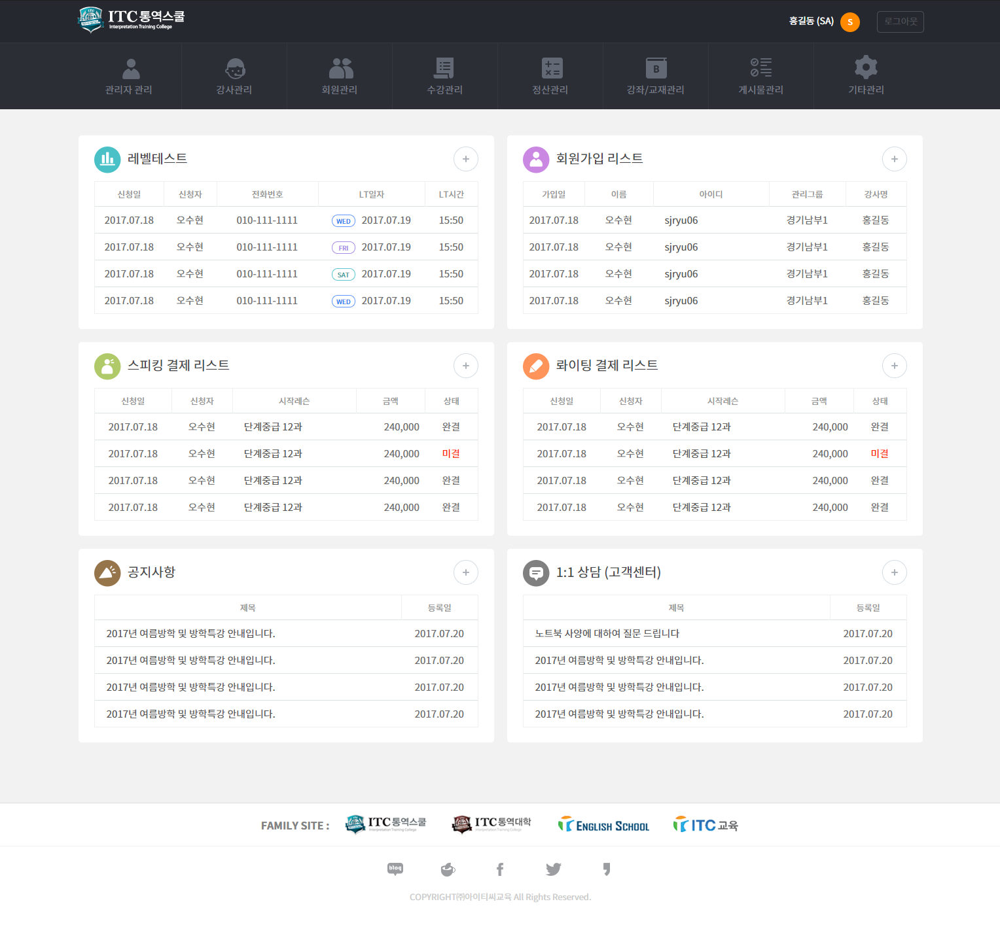 ITC 통역스쿨
Interpretation Training College
홍길동 (SA) S 로그아웃
관리자 관리 강사관리 회원관리 수강관리 정산관리 강좌/교재관리 게시물관리 기타관리
레벨테스트
신청일 신청자 전화번호 LT일자 LT시간
2017.07.18 오수현 010-111-1111 WED 2017.07.19 15:50
2017.07.18 오수현 010-111-1111 FRI 2017.07.19 15:50
2017.07.18 오수현 010-111-1111 SAT 2017.07.19 15:50
2017.07.18 오수현 010-111-1111 WED 2017.07.19 15:50
회원가입 리스트
가입일 이름 아이디 관리그룹 강사명
2017.07.18 오수현 sjryu06 경기남부1 홍길동
2017.07.18 오수현 sjryu06 경기남부1 홍길동
2017.07.18 오수현 sjryu06 경기남부1 홍길동
2017.07.18 오수현 sjryu06 경기남부1 홍길동
스피킹 결제 리스트
신청일 신청자 시작레슨 금액 상태
2017.07.18 오수현 단계중급 12과 240,000 완결
2017.07.18 오수현 단계중급 12과 240,000 미결
2017.07.18 오수현 단계중급 12과 240,000 완결
2017.07.18 오수현 단계중급 12과 240,000 완결
롸이팅 결제 리스트
신청일 신청자 시작레슨 금액 상태
2017.07.18 오수현 단계중급 12과 240,000 완결
2017.07.18 오수현 단계중급 12과 240,000 미결
2017.07.18 오수현 단계중급 12과 240,000 완결
2017.07.18 오수현 단계중급 12과 240,000 완결
공지사항
제목 등록일
2017년 여름방학 및 방학특강 안내입니다. 2017.07.20
2017년 여름방학 및 방학특강 안내입니다. 2017.07.20
2017년 여름방학 및 방학특강 안내입니다. 2017.07.20
2017년 여름방학 및 방학특강 안내입니다. 2017.07.20
1:1 상담 (고객센터)
제목 등록일
노트북 사양에 대하여 질문 드립니다 2017.07.20
2017년 여름방학 및 방학특강 안내입니다. 2017.07.20
2017년 여름방학 및 방학특강 안내입니다. 2017.07.20
2017년 여름방학 및 방학특강 안내입니다. 2017.07.20
FAMILY SITE : ITC 통역스쿨 ITC 통역대학 ENGLISH SCHOOL ITC 교육
Interpretation Training College Interpretation Training College
blog
COPYRIGHT㈜아이티씨교육 All Rights Reserved.